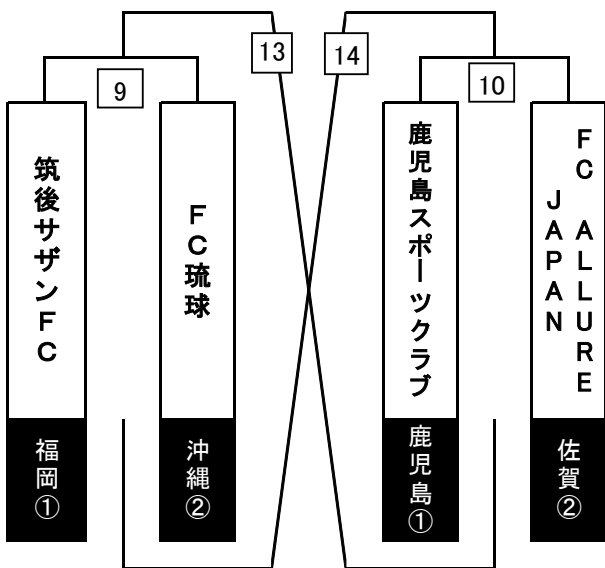 13
14
9
10
筑後サザンFC
FC琉球
鹿児島スポーツクラブ
FC ALLURE
JAPAN
福岡①
沖縄②
鹿児島①
佐賀②